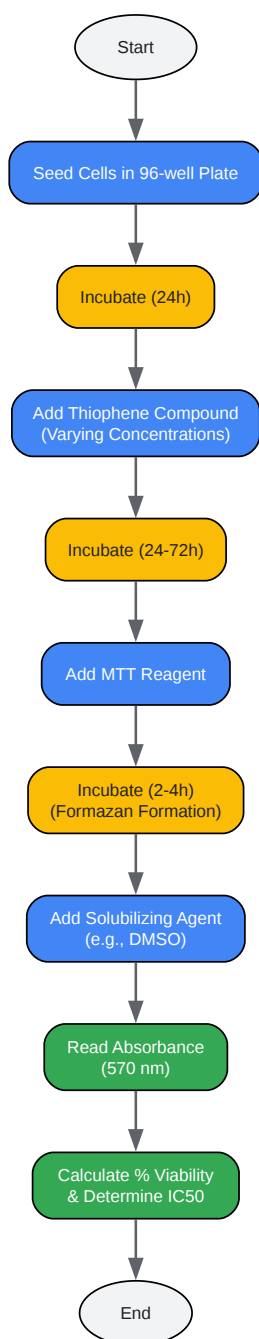 Start
Seed Cells in 96-well Plate
Incubate (24h)
Add Thiophene Compound
(Varying Concentrations)
Incubate (24-72h)
Add MTT Reagent
Incubate (2-4h)
(Formazan Formation)
Add Solubilizing Agent
(e.g., DMSO)
Read Absorbance
(570 nm)
Calculate % Viability
& Determine IC50
End